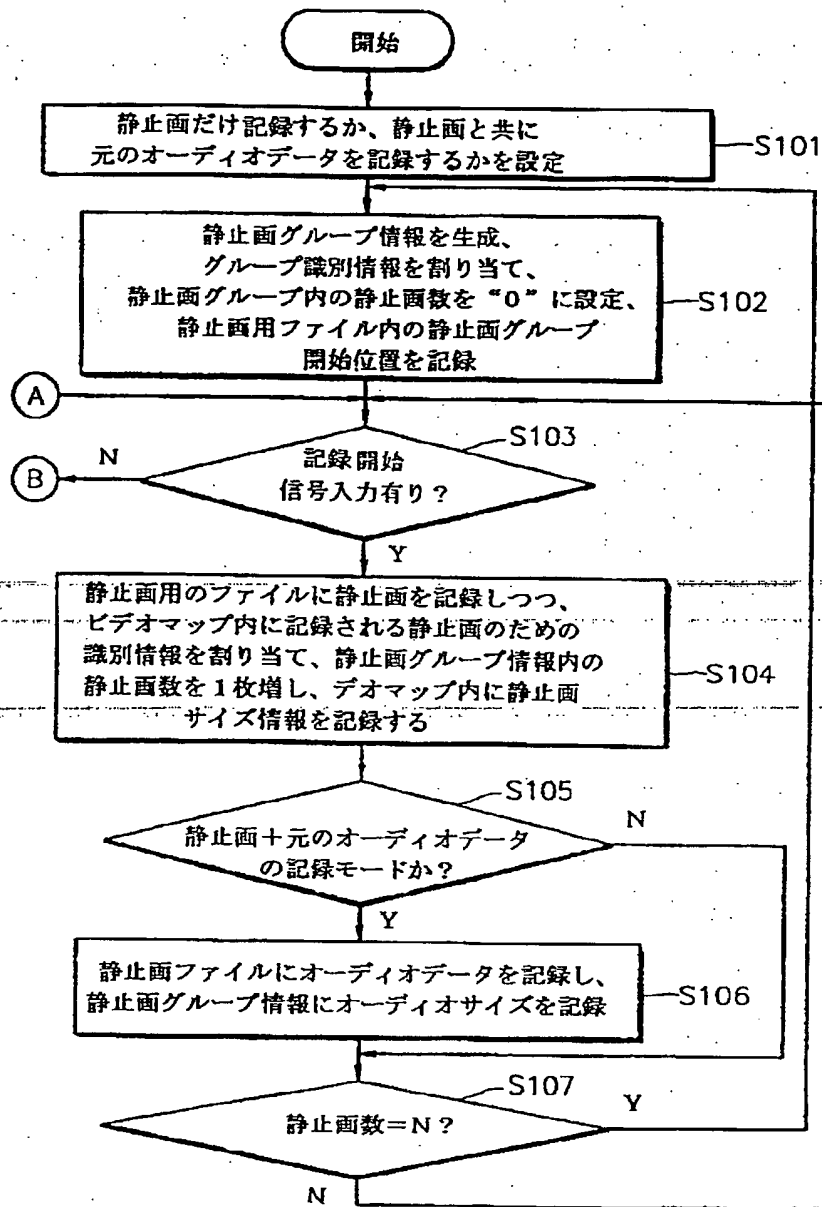 開始
静止画だけ記録するか、静止画と共に
元のオーディオデータを記録するかを設定
S101
静止画グループ情報を生成、
グループ識別情報を割り当て、
静止画グループ内の静止画数を“0”に設定、
静止画用ファイル内の静止画グループ
開始位置を記録
S102
A
S103
記録開始
信号入力有り?
N
B
Y
静止画用のファイルに静止画を記録しつつ、
ビデオマップ内に記録される静止画のための
識別情報を割り当て、静止画グループ情報内の
静止画数を1枚増し、デオマップ内に静止画
サイズ情報を記録する
S104
S105
静止画+元のオーディオデータ
の記録モードか?
N
Y
静止画ファイルにオーディオデータを記録し、
静止画グループ情報にオーディオサイズを記録
S106
S107
静止画数=N?
Y
N